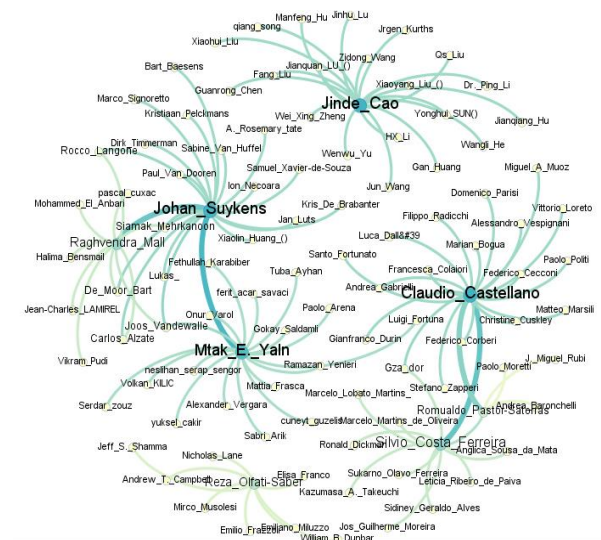 Manfeng_Hu
Jinhu_Lu
qiang_song
Jrgen_Kurths
Xiaohui_Liu
Zidong_Wang
Qs_Liu
Jianquan_LU_()
Bart_Baesens
Fang_Liu
Xiaoyang_Liu_()
Dr._Ping_Li
Guanrong_Chen
Jinde_Cao
Marco_Signoretto
Yonghui_SUN()
Kristiaan_Pelckmans
Wei_Xing_Zheng
Jianqiang_Hu
A._Rosemary_tate
HX_Li
Dirk_Timmerman
Wangli_He
Rocco_Langone
Sabine_Van_Huffel
Wenwu_Yu
Gan_Huang
Miguel_A_Muoz
Paul_Van_Dooren
Samuel_Xavier-de-Souza
Ion_Necoara
Jun_Wang
pascal_cuxac
Domenico_Parisi
Mohammed_El_Anbari
Johan_Suykens
Kris_De_Brabanter
Vittorio_Loreto
Jan_Luts
Filippo_Radicchi
Alessandro_Vespignani
Siamak_Mehrkanoon
Luca_Dall&#39
Raghvendra_Mall
Xiaolin_Huang_()
Marian_Bogua
Halima_Bensmail
Fethullah_Karabiber
Santo_Fortunato
Francesca_Colaiori
Paolo_Politi
Lukas_
Tuba_Ayhan
Federico_Cecconi
De_Moor_Bart
ferit_acar_savaci
Andrea_Gabrielli
Claudio_Castellano
Jean-Charles_LAMIREL
Onur_Varol
Paolo_Arena
Matteo_Marsili
Joos_Vandewalle
Luigi_Fortuna
Christine_Cuskley
Carlos_Alzate
Gokay_Saldamli
Gianfranco_Durin
Federico_Corberi
Mtak_E._Yaln
Vikram_Pudi
Ramazan_Yenieri
Gza_dor
Paolo_Moretti
J._Miguel_Rubi
neslihan_serap_sengor
Volkan_KILIC
Mattia_Frasca
Stefano_Zapperi
Marcelo_Lobato_Martins_
Serdar_zouz
Alexander_Vergara
Andrea_Baronchelli
Romualdo_Pastor-Satorras
yuksel_cakir
cuneyt_guzelis
Marcelo_Martins_de_Oliveira
Sabri_Arik
Ronald_Dickman
Silvio_Costa_Ferreira
Jeff_S._Shamma
Anglica_Sousa_da_Mata
Nicholas_Lane
Andrew_T._Campbell
Elisa_Franco
Sukarno_Olavo_Ferreira
Reza_Olfati-Saber
Leticia_Ribeiro_de_Paiva
Kazumasa_A._Takeuchi
Mirco_Musolesi
Sidiney_Geraldo_Alves
Emilio_Frazzoli
Emiliano_Miluzzo
Jos_Guilherme_Moreira
William_B_Dunbar